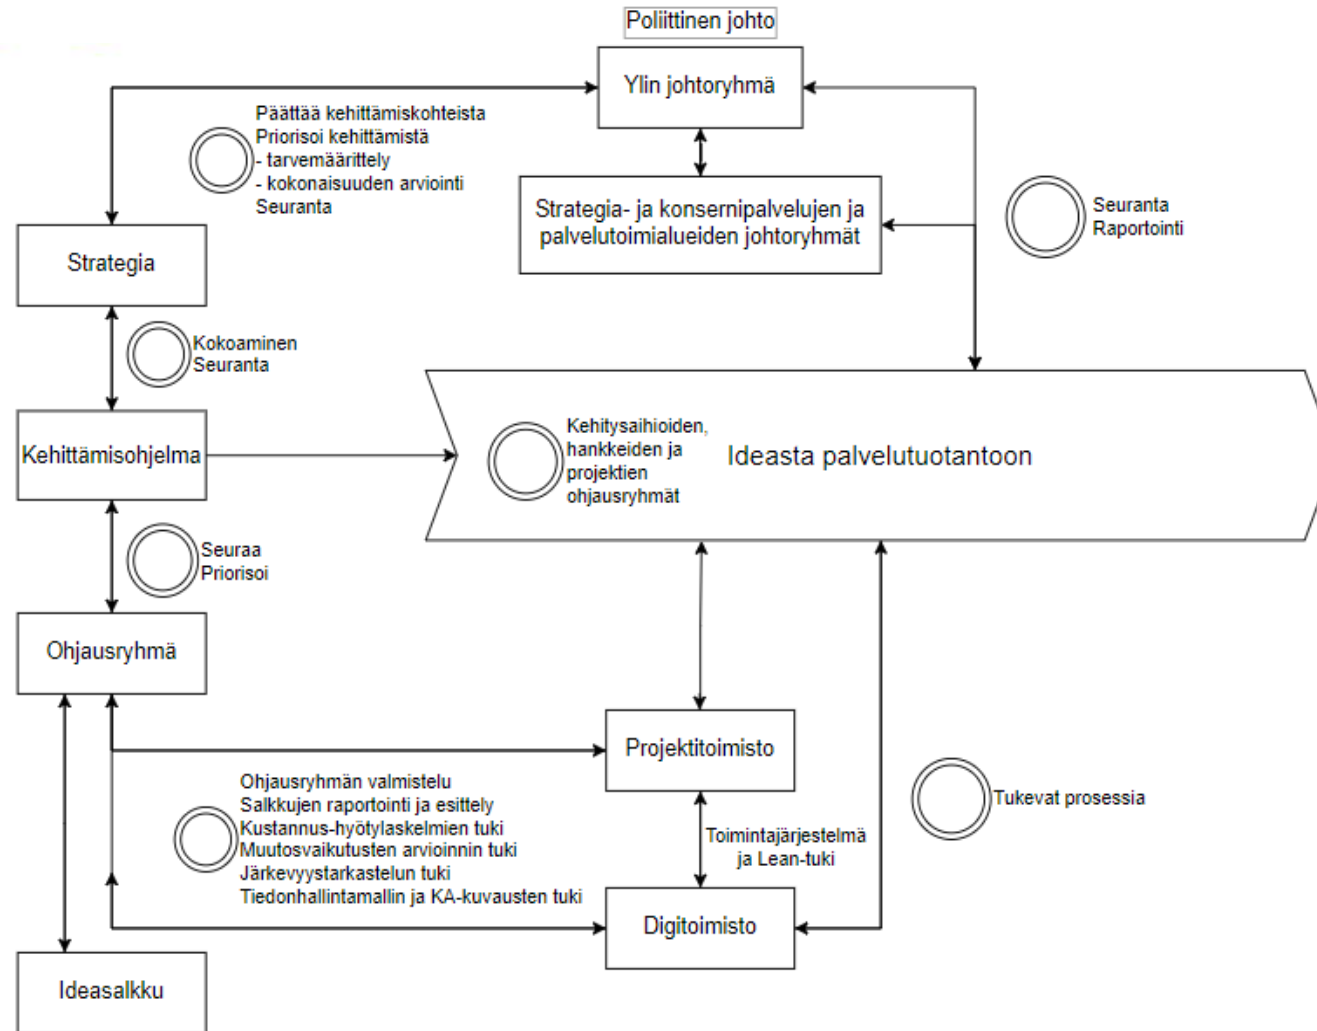 Poliittinen johto
Ylin johtoryhmä
Päättää kehittämiskohteista
Priorisoi kehittämistä
- tarvemäärittely
- kokonaisuuden arviointi
Seuranta
Strategia- ja konsernipalvelujen ja
palvelutoimialueiden johtoryhmät
Seuranta
Raportointi
Strategia
Kokoaminen
Seuranta
Kehittämisohjelma
Kehitysaihioiden,
hankkeiden ja
projektien
ohjausryhmät
Ideasta palvelutuotantoon
Seuraa
Priorisoi
Ohjausryhmä
Projektitoimisto
Ohjausryhmän valmistelu
Salkkujen raportointi ja esittely
Kustannus-hyötylaskelmien tuki
Muutosvaikutusten arvioinnin tuki
Järkevyystarkastelun tuki
Tiedonhallintamallin ja KA-kuvausten tuki
Toimintajärjestelmä
ja Lean-tuki
Tukevat prosessia
Digitoimisto
Ideasalkku